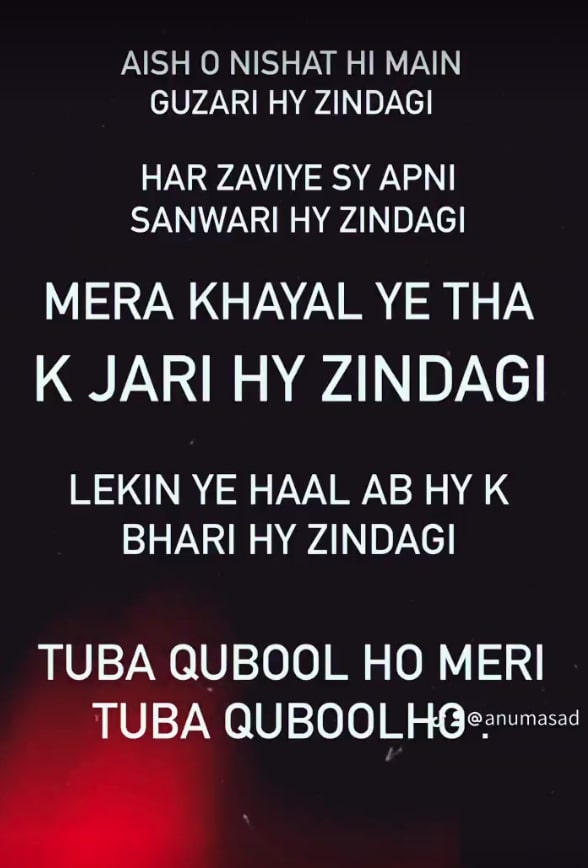 AISH O NISHAT HI MAIN
GUZARI HY ZINDAGI
HAR ZAVIYE SY APNI
SANWARI HY ZINDAGI
MERA KHAYAL YE THA
K JARI HY ZINDAGI
LEKIN YE HAAL AB HY K
BHARI HY ZINDAGI
TUBA QUBOOL HO MERI
TUBA QUBOOLHO .
@anumasad